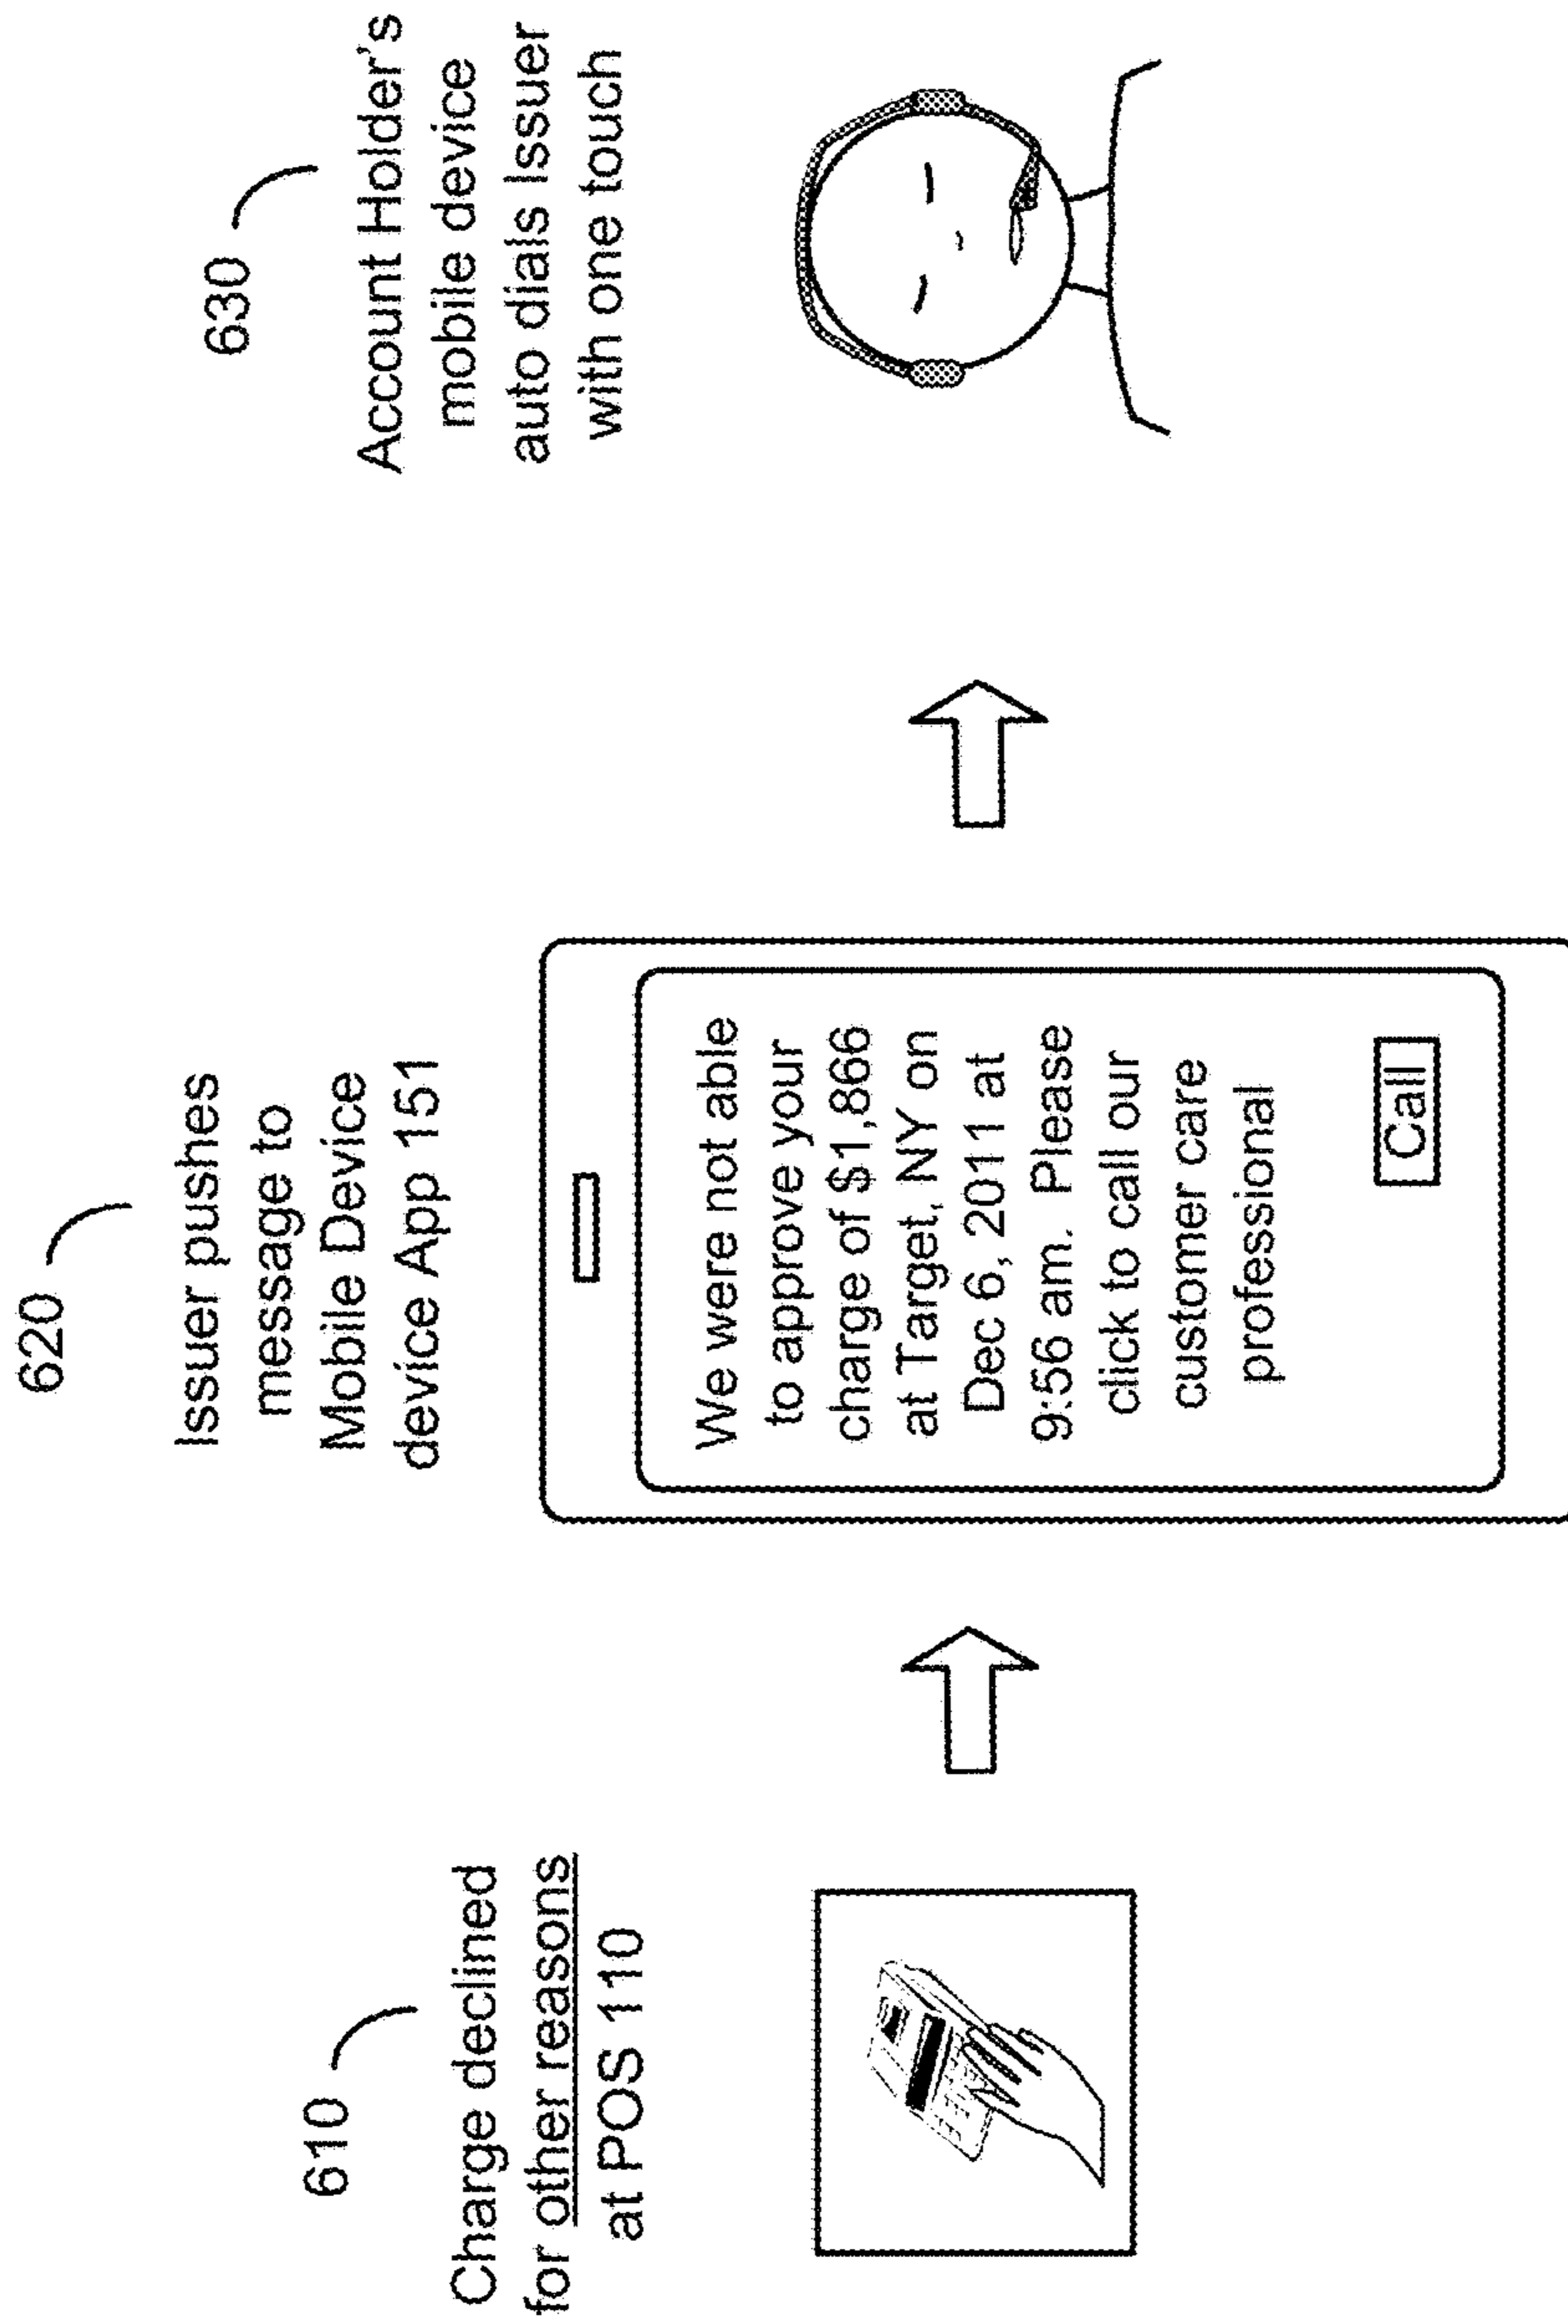 610
Charge declined
for other reasons
at POS 110
620
Issuer pushes
message to
Mobile Device
device App 151
We were not able
to approve your
charge of $1,866
at Target, NY on
Dec 6, 2011 at
9:56 am. Please
click to call our
customer care
professional
Call
630
Account Holder's
mobile device
auto dials Issuer
with one touch